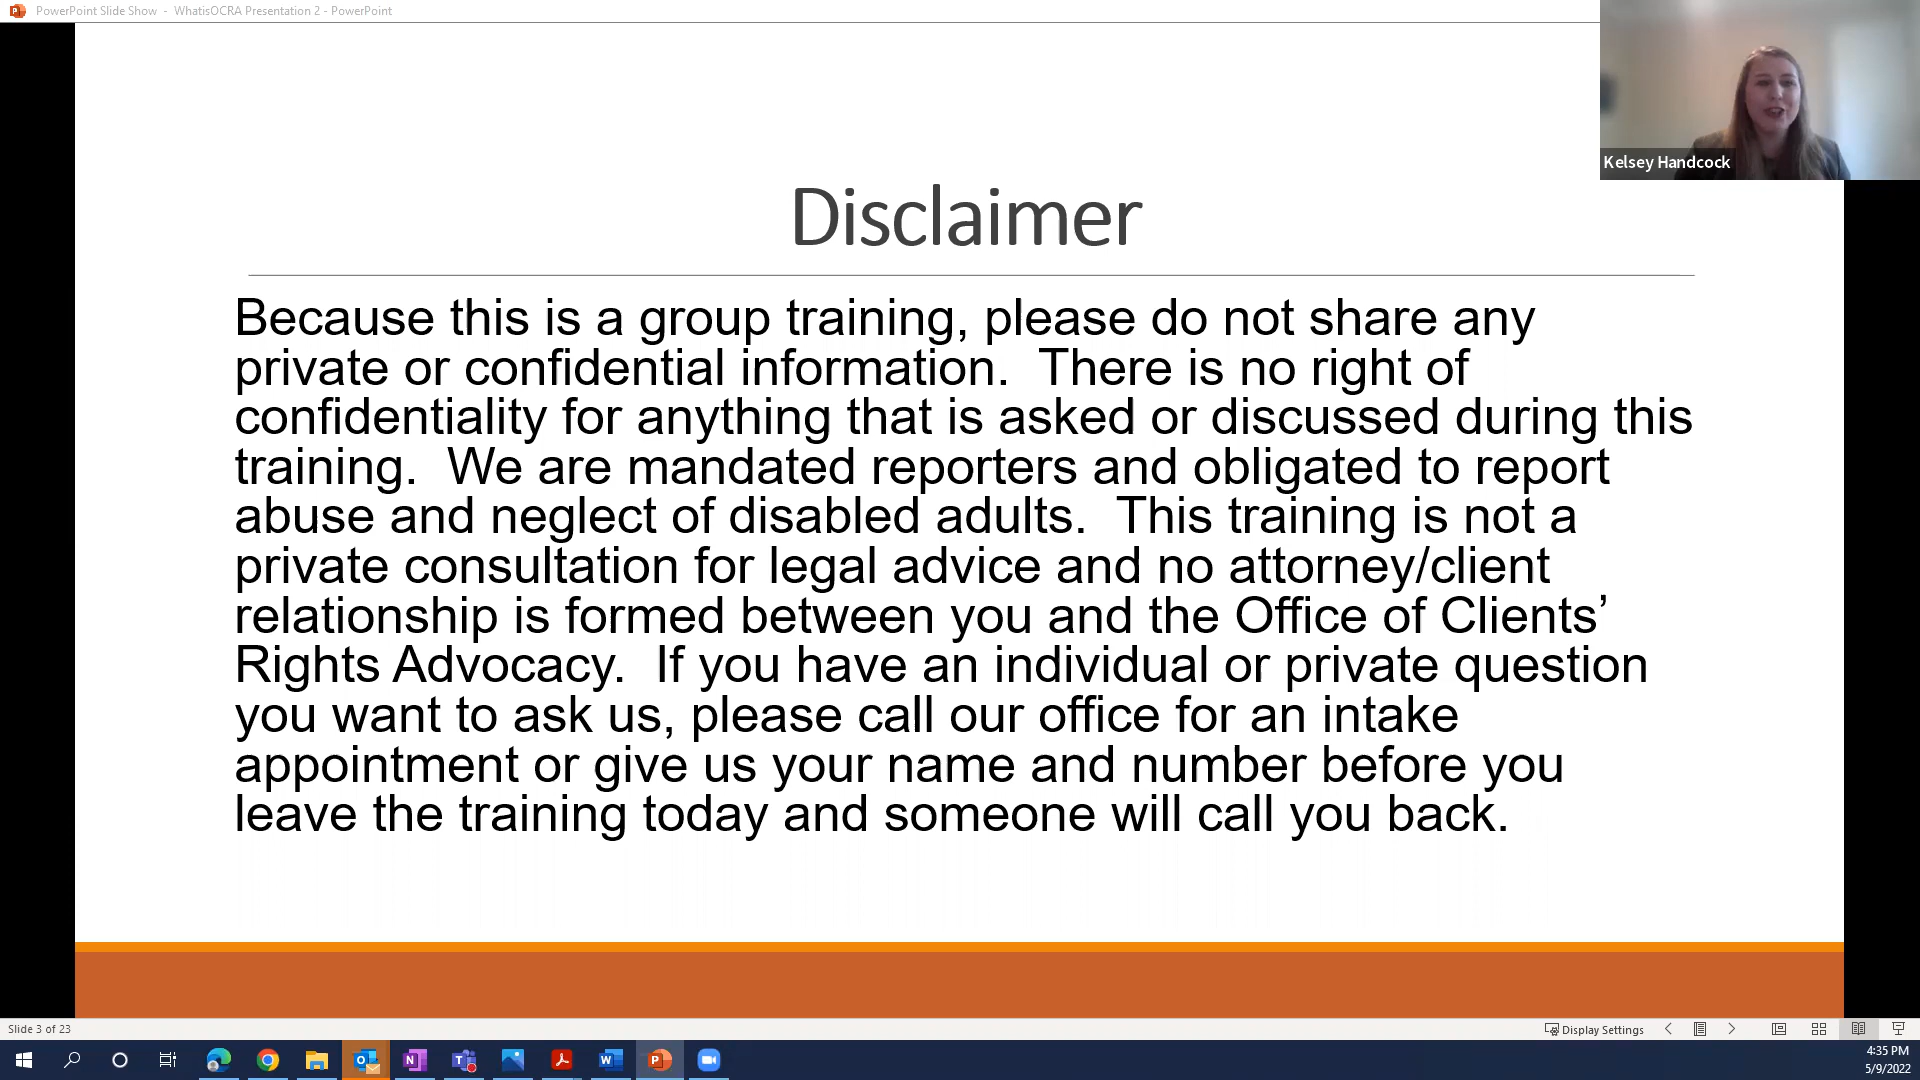 PowerPoint Slide Show - WhatisOCRA Presentation 2 - PowerPoint
Kelsey Handcock
Disclaimer
Because this is a group training, please do not share any
private or confidential information.  There is no right of
confidentiality for anything that is asked or discussed during this
training.  We are mandated reporters and obligated to report
abuse and neglect of disabled adults.  This training is not a
private consultation for legal advice and no attorney/client
relationship is formed between you and the Office of Clients’
Rights Advocacy.  If you have an individual or private question
you want to ask us, please call our office for an intake
appointment or give us your name and number before you
leave the training today and someone will call you back.
Slide 3 of 23
Display Settings
4:35 PM
5/9/2022